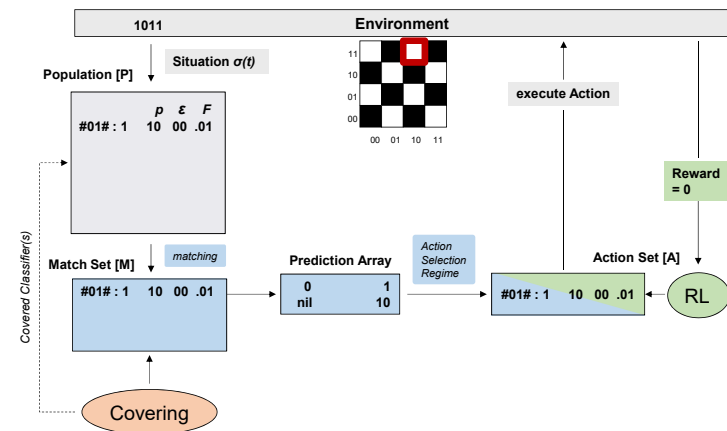 1011
Environment
Situation σ(t)
Population [P]
p ε F
#01# : 1 10 00 .01
11
10
01
00
00 01 10 11
execute Action
Reward
= 0
Covered Classifier(s)
Match Set [M]
matching
#01# : 1 10 00 .01
Prediction Array
0 1
nil 10
Action
Selection
Regime
Action Set [A]
#01# : 1 10 00 .01
RL
Covering